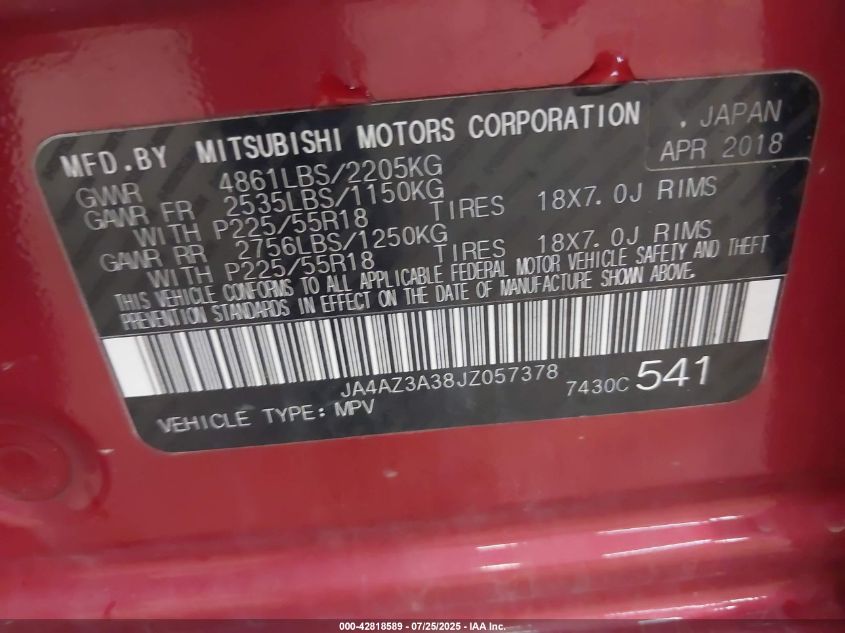 MFD.BY MITSUBISHI MOTORS CORPORATION . JAPAN
APR 2018
GVWR 4861LBS/2205KG
GAWR FR 2535LBS/1150KG
WITH P225/55R18 TIRES 18X7.0J RIMS
GAWR RR 2756LBS/1250KG
WITH P225/55R18 TIRES 18X7.0J RIMS
THIS VEHICLE CONFORMS TO ALL APPLICABLE FEDERAL MOTOR VEHICLE SAFETY AND THEFT
PREVENTION STANDARDS IN EFFECT ON THE DATE OF MANUFACTURE SHOWN ABOVE.
JA4AZ3A38JZ057378 7430C 541
VEHICLE TYPE: MPV
000-42818589 - 07/25/2025 - IAA Inc.